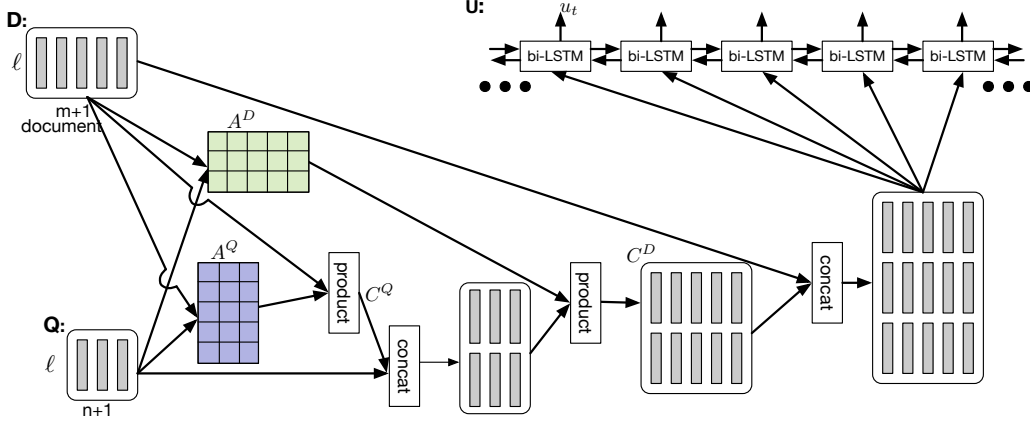 D:
U:
u_t
bi-LSTM
bi-LSTM
bi-LSTM
bi-LSTM
bi-LSTM
ℓ
m+1
document
A^D
A^Q
product
C^Q
C^D
product
concat
Q:
ℓ
n+1
concat